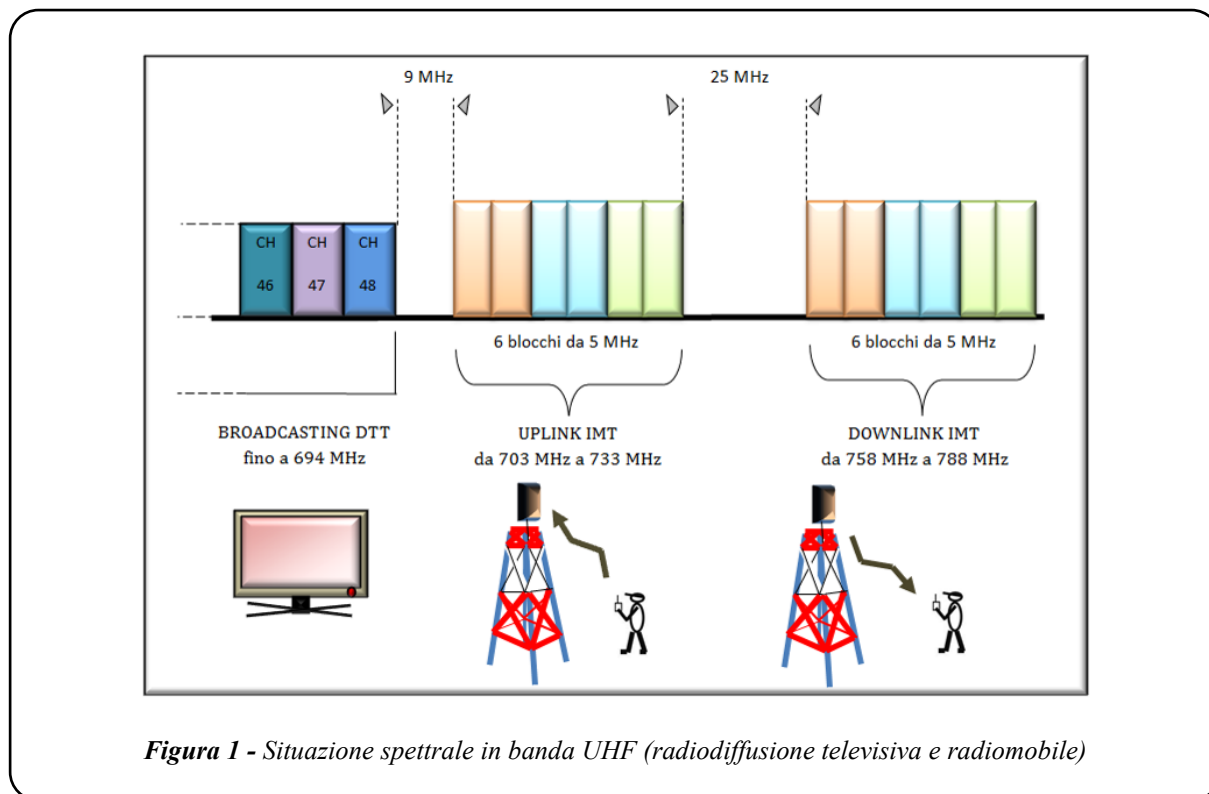 9 MHz
25 MHz
CH CH CH
46 47 48
6 blocchi da 5 MHz
6 blocchi da 5 MHz
BROADCASTING DTT
fino a 694 MHz
UPLINK IMT
da 703 MHz a 733 MHz
DOWNLINK IMT
da 758 MHz a 788 MHz
Figura 1 - Situazione spettrale in banda UHF (radiodiffusione televisiva e radiomobile)